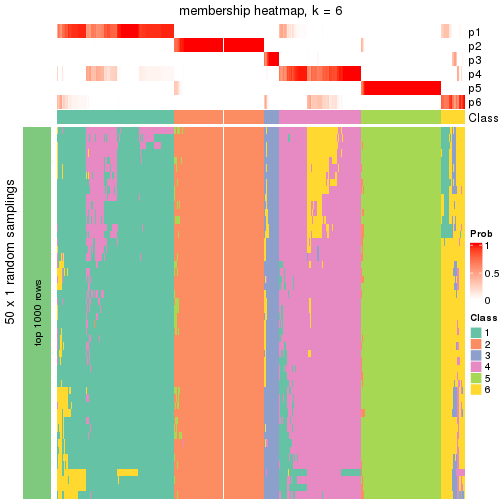 membership heatmap, k = 6
p1
p2
p3
p4
p5
p6
Class
50 x 1 random samplings
top 1000 rows
Prob
1
0.5
0
Class
1
2
3
4
5
6